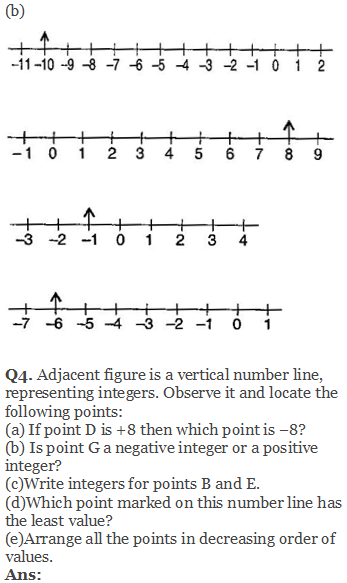 (b)
-11 -10 -9 -8 -7 -6 -5 -4 -3 -2 -1 0 1 2
-1 0 1 2 3 4 5 6 7 8 9
-3 -2 -1 0 1 2 3 4
-7 -6 -5 -4 -3 -2 -1 0 1
Q4. Adjacent figure is a vertical number line,
representing integers. Observe it and locate the
following points:
(a) If point D is +8 then which point is –8?
(b) Is point G a negative integer or a positive
integer?
(c)Write integers for points B and E.
(d)Which point marked on this number line has
the least value?
(e)Arrange all the points in decreasing order of
values.
Ans: